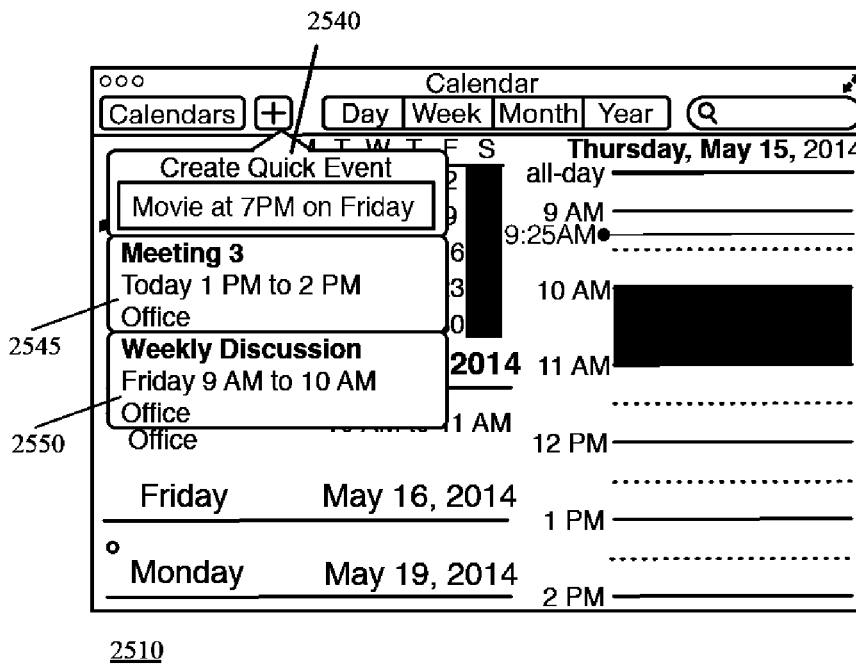 2540
Calendar
Calendars + Day Week Month Year
T W T F S
Thursday, May 15, 2014
Create Quick Event
Movie at 7PM on Friday
all-day
9 AM
9:25AM
Meeting 3
Today 1 PM to 2 PM
Office
2545
10 AM
Weekly Discussion
Friday 9 AM to 10 AM
Office
2550
2014
11 AM
Office
11 AM
12 PM
Friday May 16, 2014
1 PM
Monday May 19, 2014
2 PM
2510